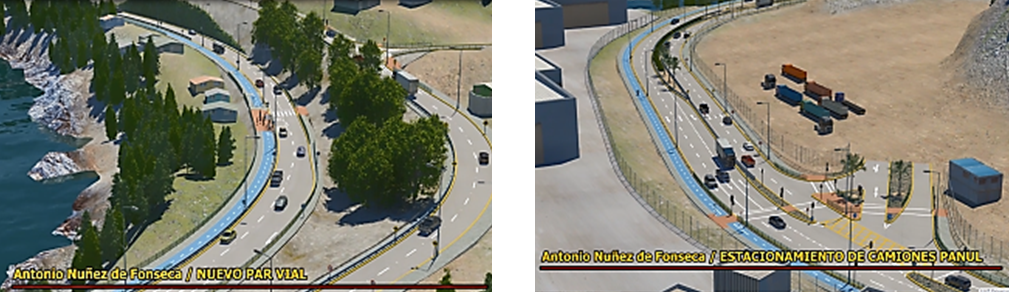 Antonio Nuñez de Fonseca / NUEVO PAR VIAL
Antonio Nuñez de Fonseca / ESTACIONAMIENTO DE CAMIONES PANUL